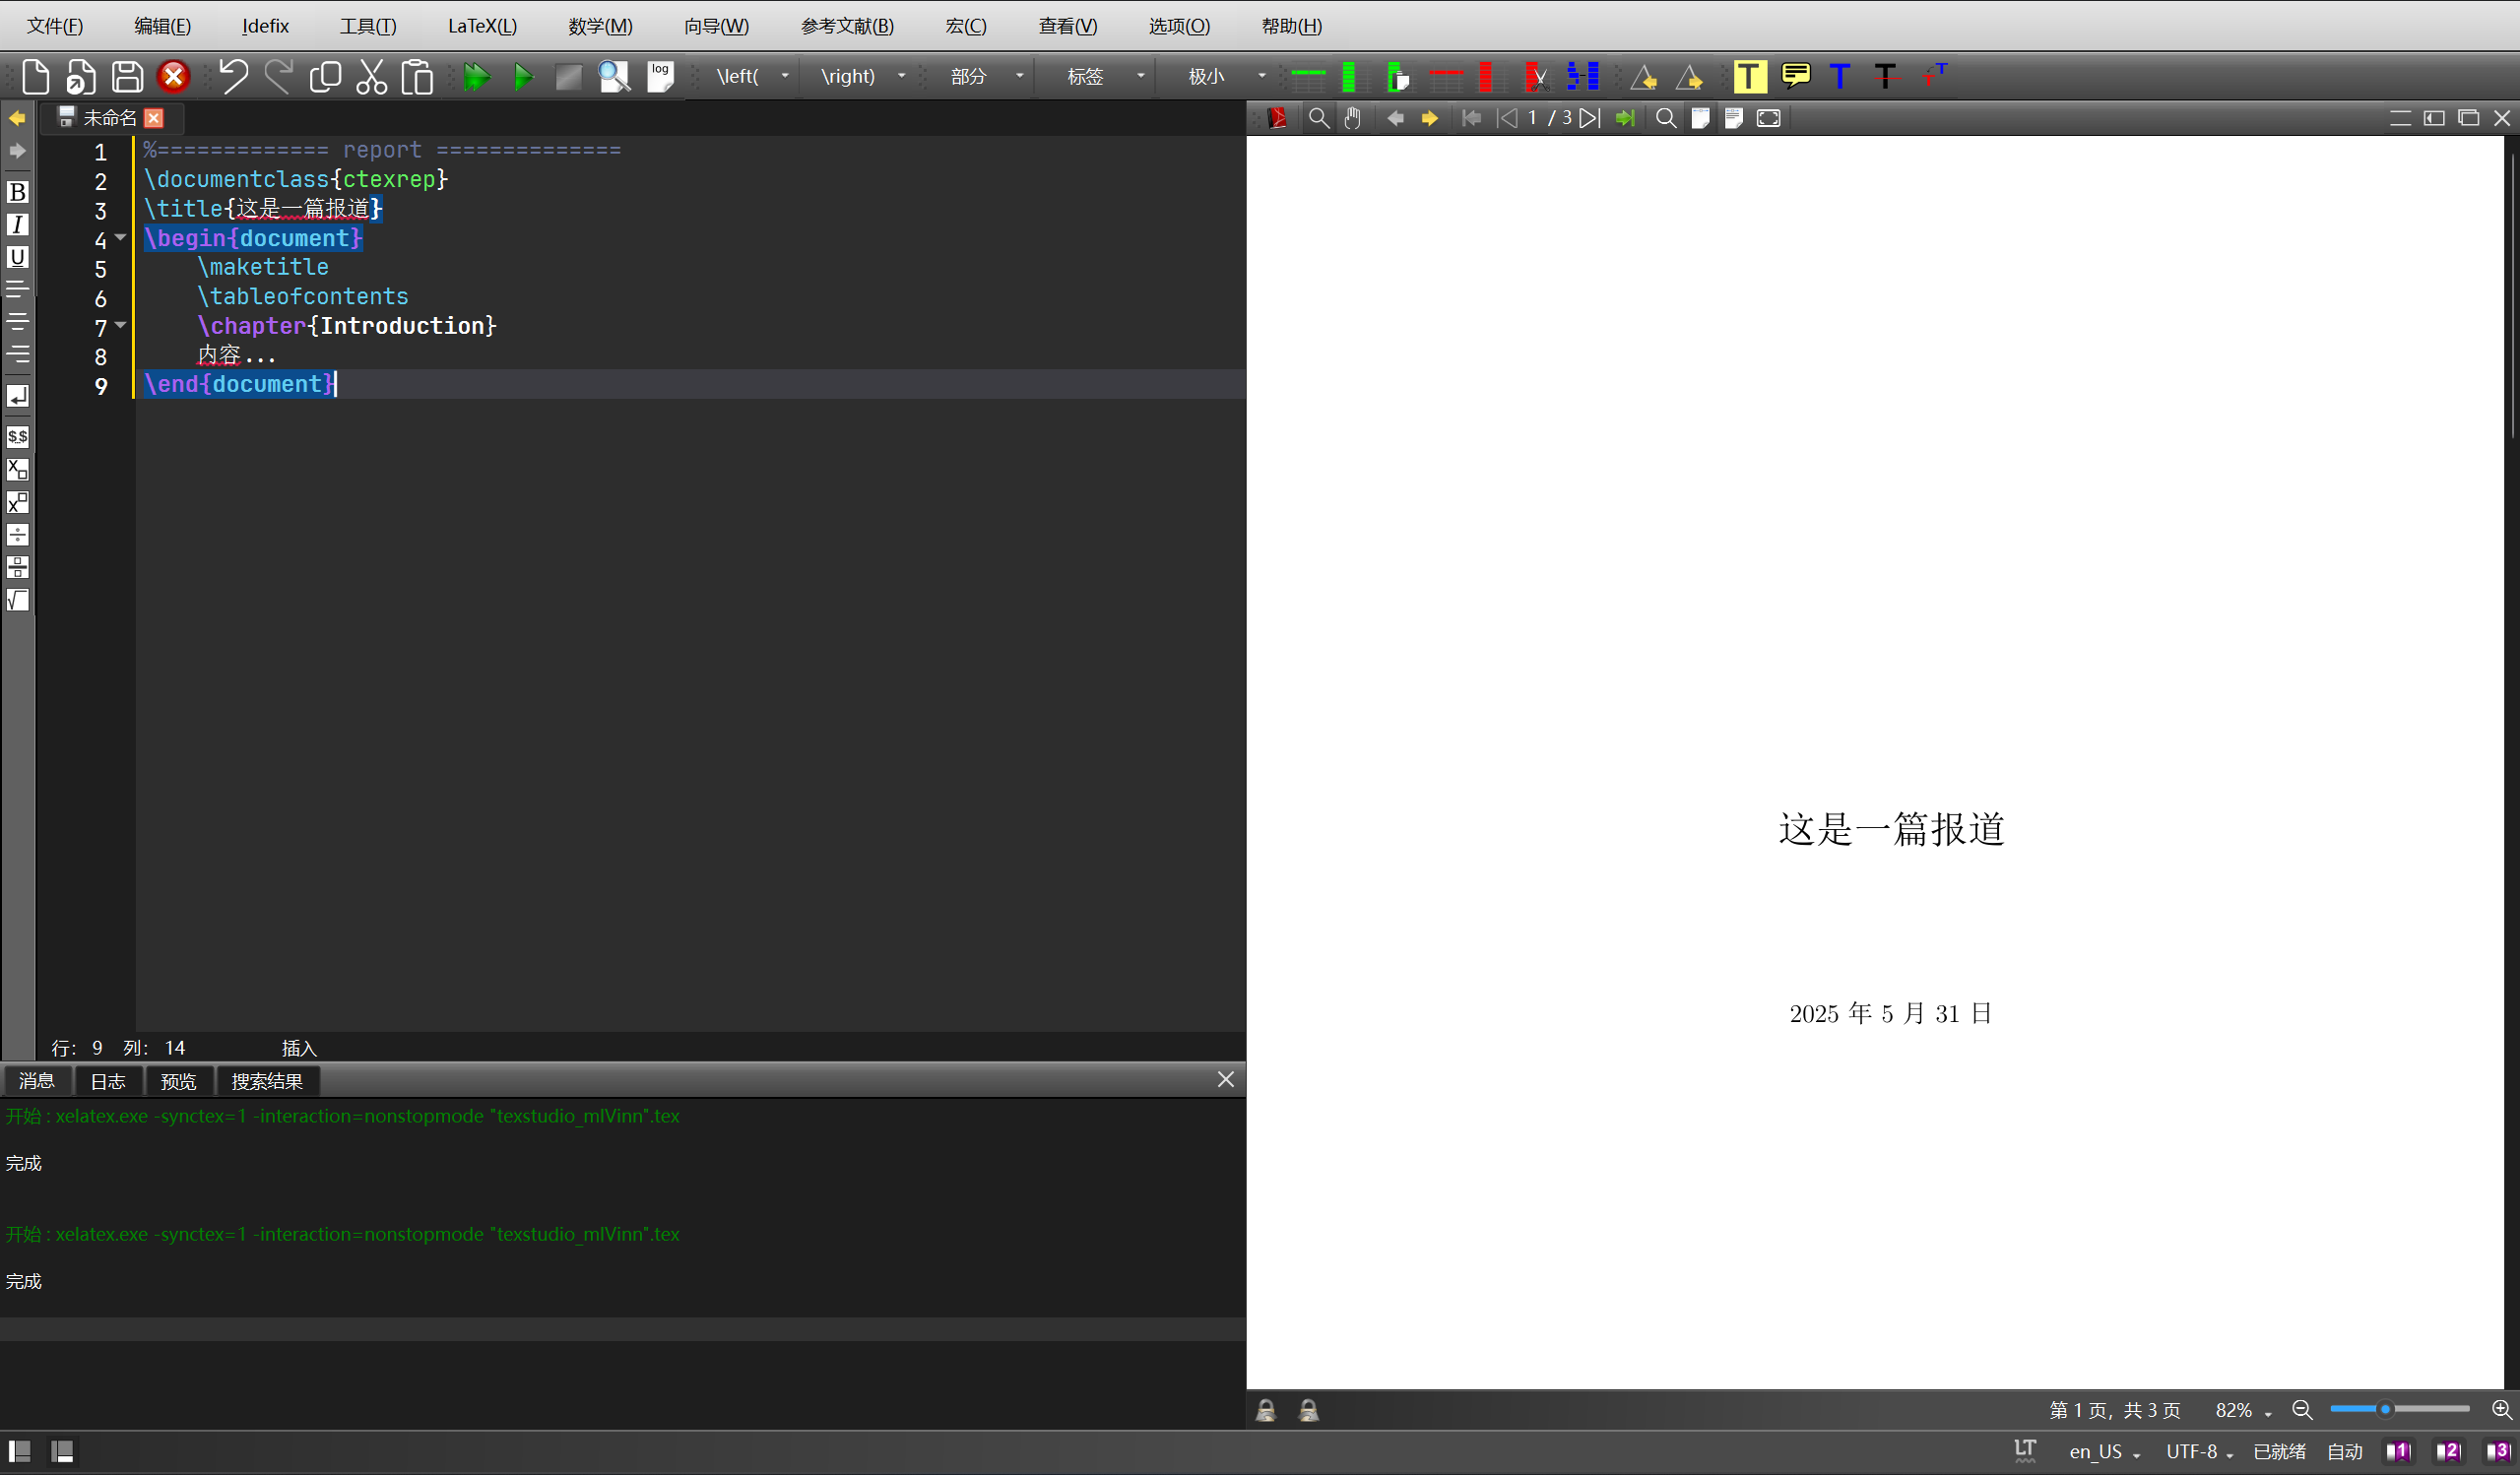 文件(F) 编辑(E) Idefix 工具(T) LaTeX(L) 数学(M) 向导(W) 参考文献(B) 宏(C) 查看(V) 选项(O) 帮助(H)
log \left( \right) 部分 标签 极小 T T T T
未命名
1 / 3
1 %============= report ==============
2 \documentclass{ctexrep}
3 \title{这是一篇报道}
4 \begin{document}
5 \maketitle
6 \tableofcontents
7 \chapter{Introduction}
8 内容...
9 \end{document}
B
I
U
$$
行: 9 列: 14 插入
消息 日志 预览 搜索结果
开始 : xelatex.exe -synctex=1 -interaction=nonstopmode "texstudio_mlVinn".tex
完成
开始 : xelatex.exe -synctex=1 -interaction=nonstopmode "texstudio_mlVinn".tex
完成
这是一篇报道
2025 年 5 月 31 日
第 1 页, 共 3 页 82%
LT en_US UTF-8 已就绪 自动 1 2 3